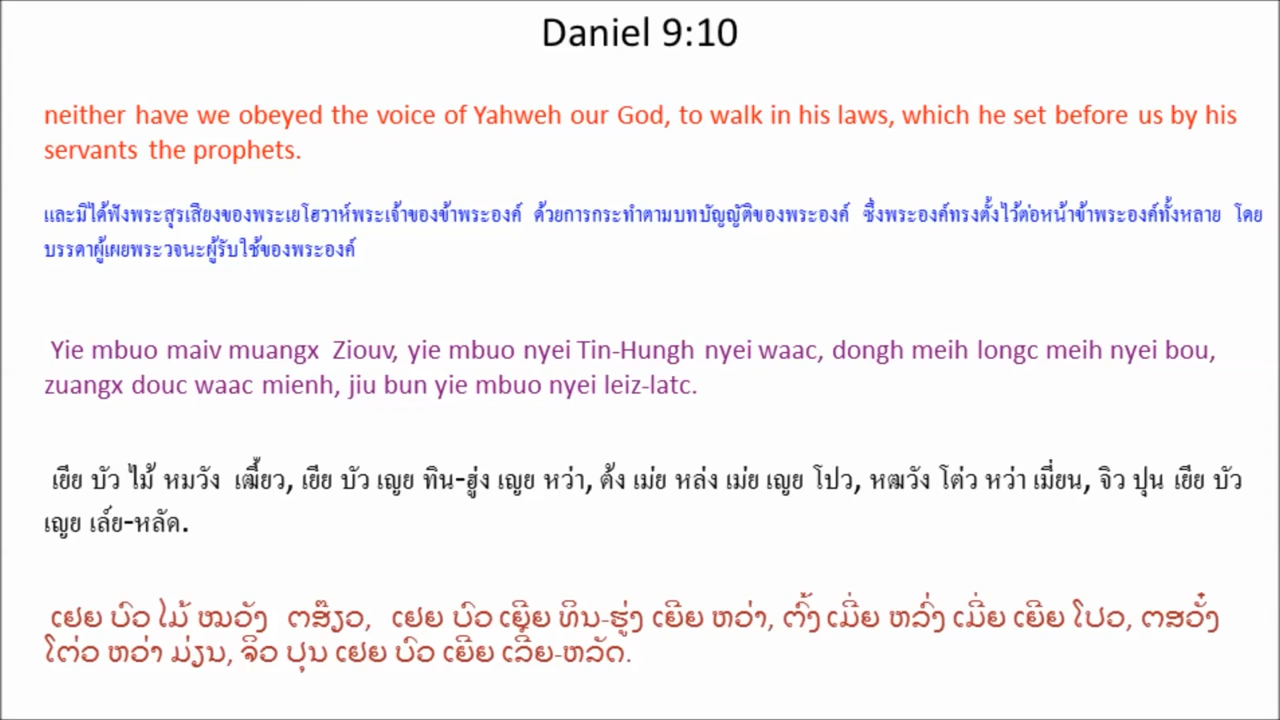 Daniel 9:10
neither have we obeyed the voice of Yahweh our God, to walk in his laws, which he set before us by his
servants the prophets.
และมิได้ฟังพระสุรเสียงของพระเยโฮวาห์พระเจ้าของข้าพระองค์ ด้วยการกระทำตามบทบัญญัติของพระองค์ ซึ่งพระองค์ทรงตั้งไว้ต่อหน้าข้าพระองค์ทั้งหลาย โดย
บรรดาผู้เผยพระวจนะผู้รับใช้ของพระองค์
Yie mbuo maiv muangx Ziouv, yie mbuo nyei Tin-Hungh nyei waac, dongh meih longc meih nyei bou,
zuangx douc waac mienh, jiu bun yie mbuo nyei leiz-latc.
เยีย บัว ไม้ หมวัง เฒี้ยว, เยีย บัว เญย ทิน-ฮู่ง เญย หว่า, ด้ง เม่ย หล่ง เม่ย เญย โปว, หฒวัง โต่ว หว่า เมี่ยน, จิว ปุน เยีย บัว
เญย เล์ย-หลัด.
ເຢຍ ບົວ ໄມ້ ໝວັງ ຕສ໊ຽວ, ເຢຍ ບົວ ເຍີຍ ທິນ-ຮູ່ງ ເຍີຍ ຫວ່າ, ຕົ້ງ ເມີ່ຍ ຫລົ່ງ ເມີ່ຍ ເຍີຍ ໂປວ, ຕສວັ໋ງ
ໂຕ່ວ ຫວ່າ ມ່ຽນ, ຈິວ ປຸນ ເຢຍ ບົວ ເຍີຍ ເລີ໌ຍ-ຫລັດ.